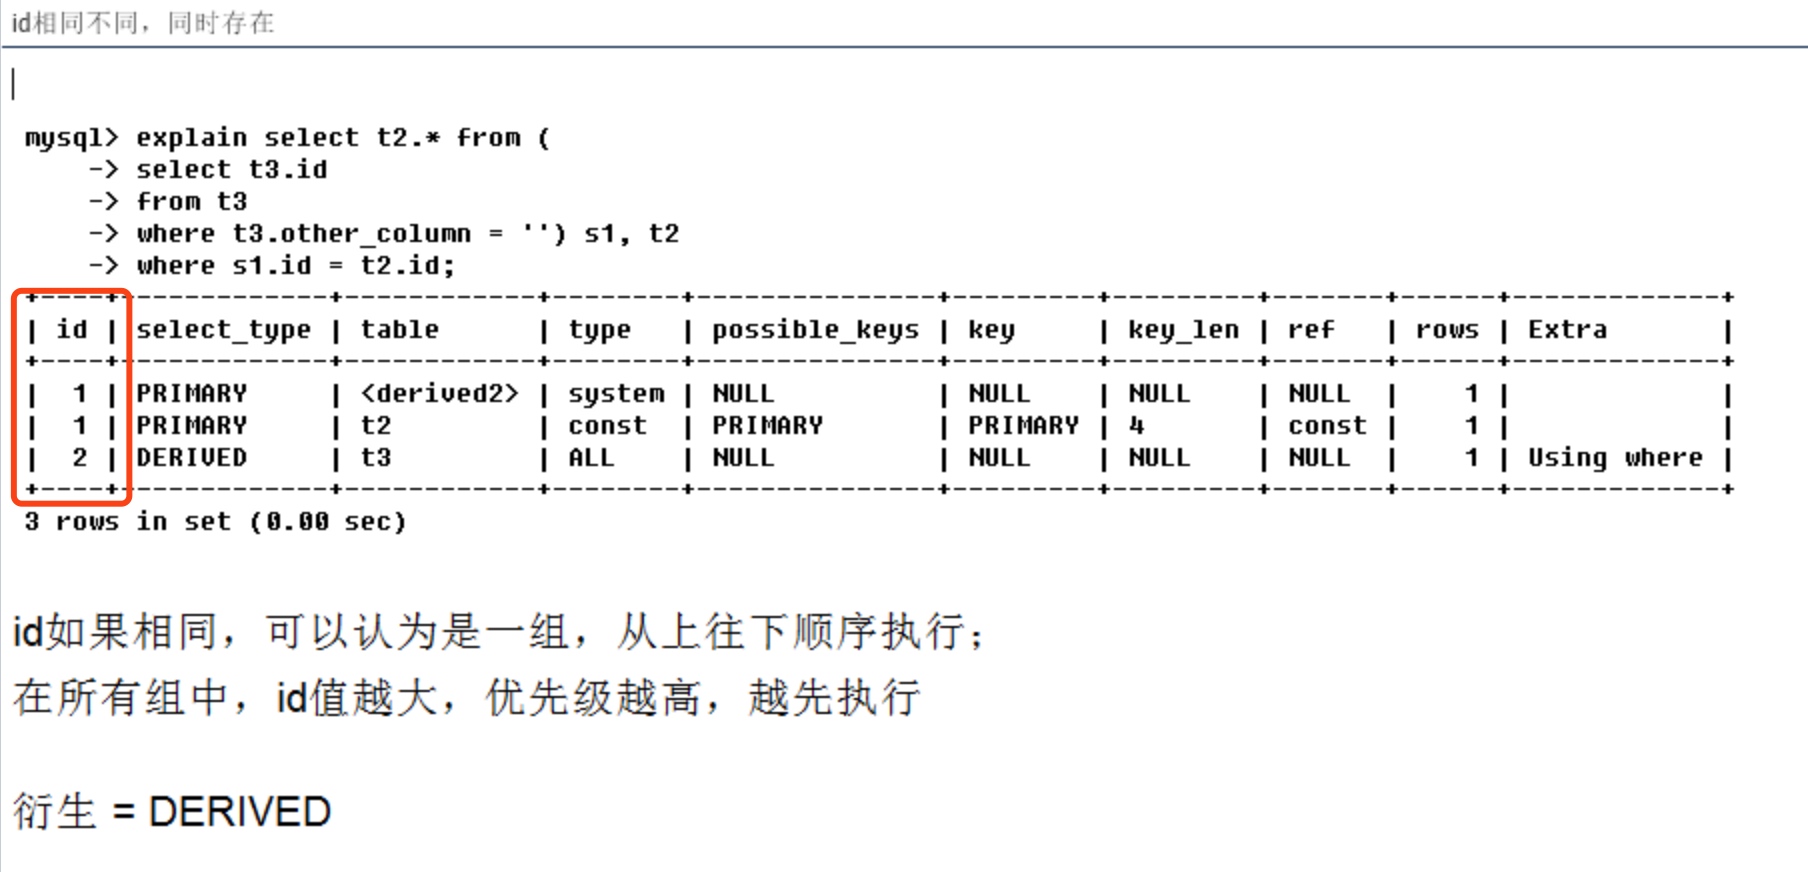 id相同不同，同时存在
mysql> explain select t2.* from (
    -> select t3.id
    -> from t3
    -> where t3.other_column = '') s1, t2
    -> where s1.id = t2.id;
+----+-------------+------------+--------+---------------+---------+---------+-------+------+-------------+
| id | select_type | table      | type   | possible_keys | key     | key_len | ref   | rows | Extra       |
+----+-------------+------------+--------+---------------+---------+---------+-------+------+-------------+
|  1 | PRIMARY     | <derived2> | system | NULL          | NULL    | NULL    | NULL  |    1 |             |
|  1 | PRIMARY     | t2         | const  | PRIMARY       | PRIMARY | 4       | const |    1 |             |
|  2 | DERIVED     | t3         | ALL    | NULL          | NULL    | NULL    | NULL  |    1 | Using where |
+----+-------------+------------+--------+---------------+---------+---------+-------+------+-------------+
3 rows in set (0.00 sec)
id如果相同，可以认为是一组，从上往下顺序执行；
在所有组中，id值越大，优先级越高，越先执行
衍生 = DERIVED